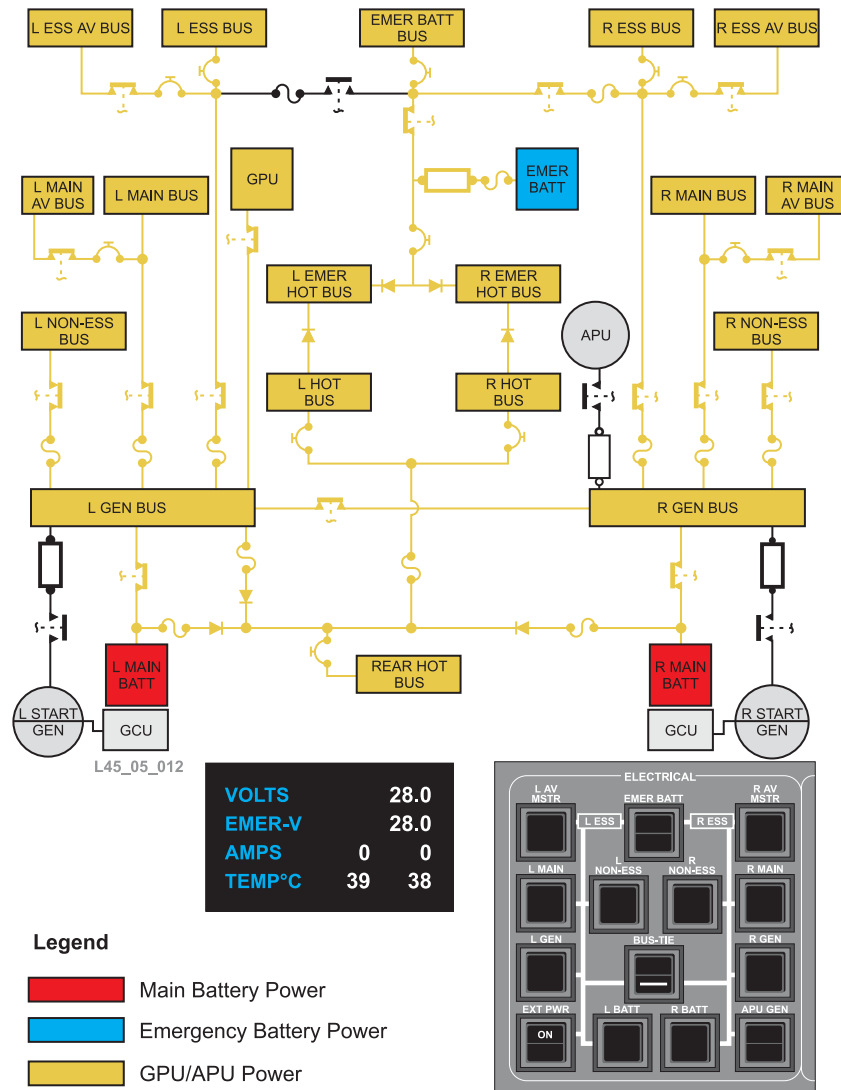 L ESS AV BUS
L ESS BUS
EMER BATT
BUS
R ESS BUS
R ESS AV BUS
GPU
EMER
BATT
L MAIN
AV BUS
L MAIN BUS
R MAIN BUS
R MAIN
AV BUS
L EMER
HOT BUS
R EMER
HOT BUS
L NON-ESS
BUS
APU
R NON-ESS
BUS
L HOT
BUS
R HOT
BUS
L GEN BUS
R GEN BUS
L MAIN
BATT
REAR HOT
BUS
R MAIN
BATT
L START
GEN
GCU
GCU
R START
GEN
L45_05_012
VOLTS 28.0
EMER-V 28.0
AMPS 0 0
TEMP°C 39 38
ELECTRICAL
L AV
MSTR
EMER BATT
R AV
MSTR
L ESS
R ESS
L MAIN
L
NON-ESS
R
NON-ESS
R MAIN
L GEN
BUS-TIE
R GEN
EXT PWR
L BATT
R BATT
APU GEN
ON
Legend
Main Battery Power
Emergency Battery Power
GPU/APU Power